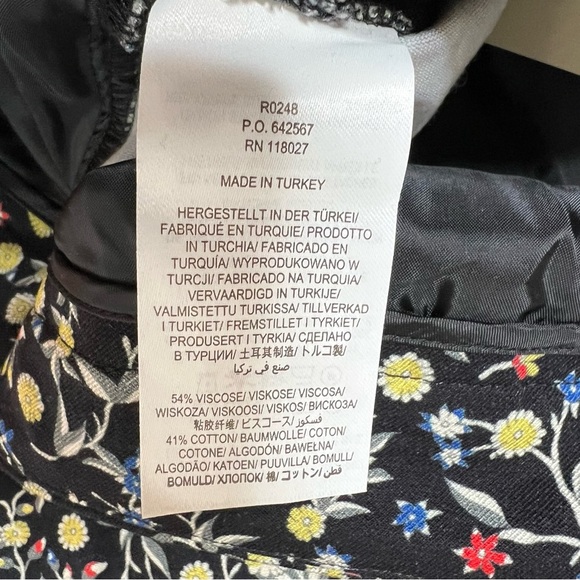 R0248
P.O. 642567
RN 118027
MADE IN TURKEY
HERGESTELLT IN DER TÜRKEI/
FABRIQUÉ EN TURQUIE/ PRODOTTO
IN TURCHIA/ FABRICADO EN
TURQUÍA/ WYPRODUKOWANO W
TURCJI/ FABRICADO NA TURQUIA/
VERVAARDIGD IN TURKIJE/
VALMISTETTU TURKISSA/ TILLVERKAD
I TURKIET/ FREMSTILLET I TYRKIET/
PRODUSERT I TYRKIA/ СДЕЛАНО
В ТУРЦИИ/ 土耳其制造/ トルコ製/
صنع في تركيا
54% VISCOSE/ VISKOSE/ VISCOSA/
WISKOZA/ VISKOOSI/ VISKOS/ ВИСКОЗА/
粘胶纤维/ ビスコース/ فسكوز/
41% COTTON/ BAUMWOLLE/ COTON/
COTONE/ ALGODÓN/ BAWEŁNA/
ALGODÃO/ KATOEN/ PUUVILLA/ BOMULL/
BOMULD/ ХЛОПОК/ 棉/ コットン/ قطن/